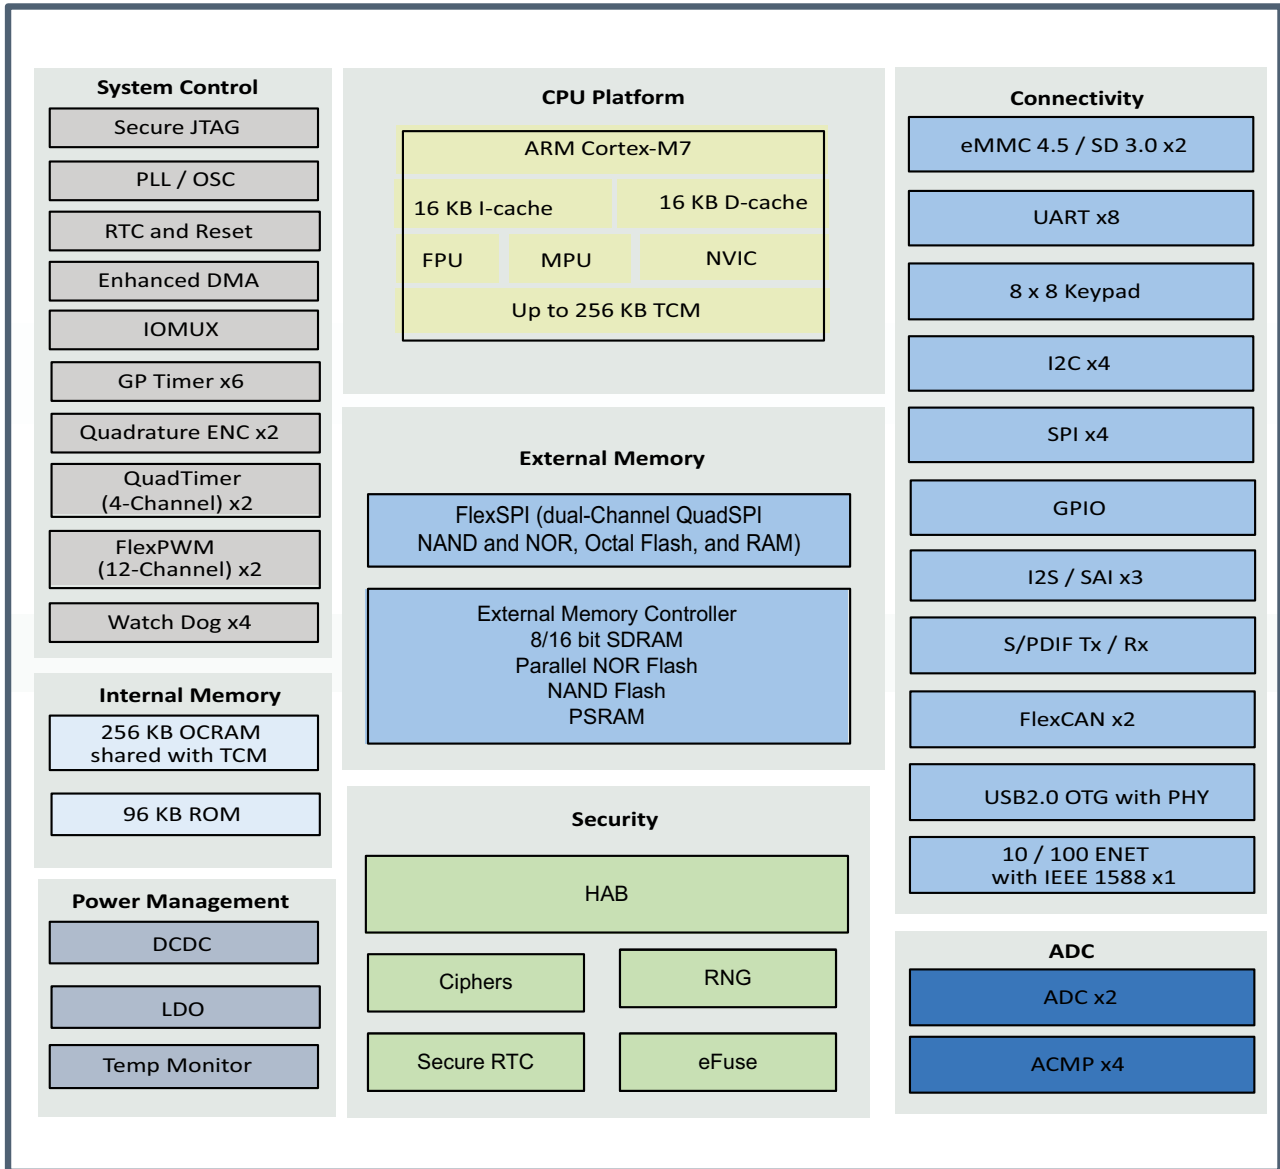 System Control
Secure JTAG
PLL / OSC
RTC and Reset
Enhanced DMA
IOMUX
GP Timer x6
Quadrature ENC x2
QuadTimer
(4-Channel) x2
FlexPWM
(12-Channel) x2
Watch Dog x4
Internal Memory
256 KB OCRAM
shared with TCM
96 KB ROM
Power Management
DCDC
LDO
Temp Monitor
CPU Platform
ARM Cortex-M7
16 KB I-cache
16 KB D-cache
FPU
MPU
NVIC
Up to 256 KB TCM
External Memory
FlexSPI (dual-Channel QuadSPI
NAND and NOR, Octal Flash, and RAM)
External Memory Controller
8/16 bit SDRAM
Parallel NOR Flash
NAND Flash
PSRAM
Security
HAB
Ciphers
RNG
Secure RTC
eFuse
Connectivity
eMMC 4.5 / SD 3.0 x2
UART x8
8 x 8 Keypad
I2C x4
SPI x4
GPIO
I2S / SAI x3
S/PDIF Tx / Rx
FlexCAN x2
USB2.0 OTG with PHY
10 / 100 ENET
with IEEE 1588 x1
ADC
ADC x2
ACMP x4